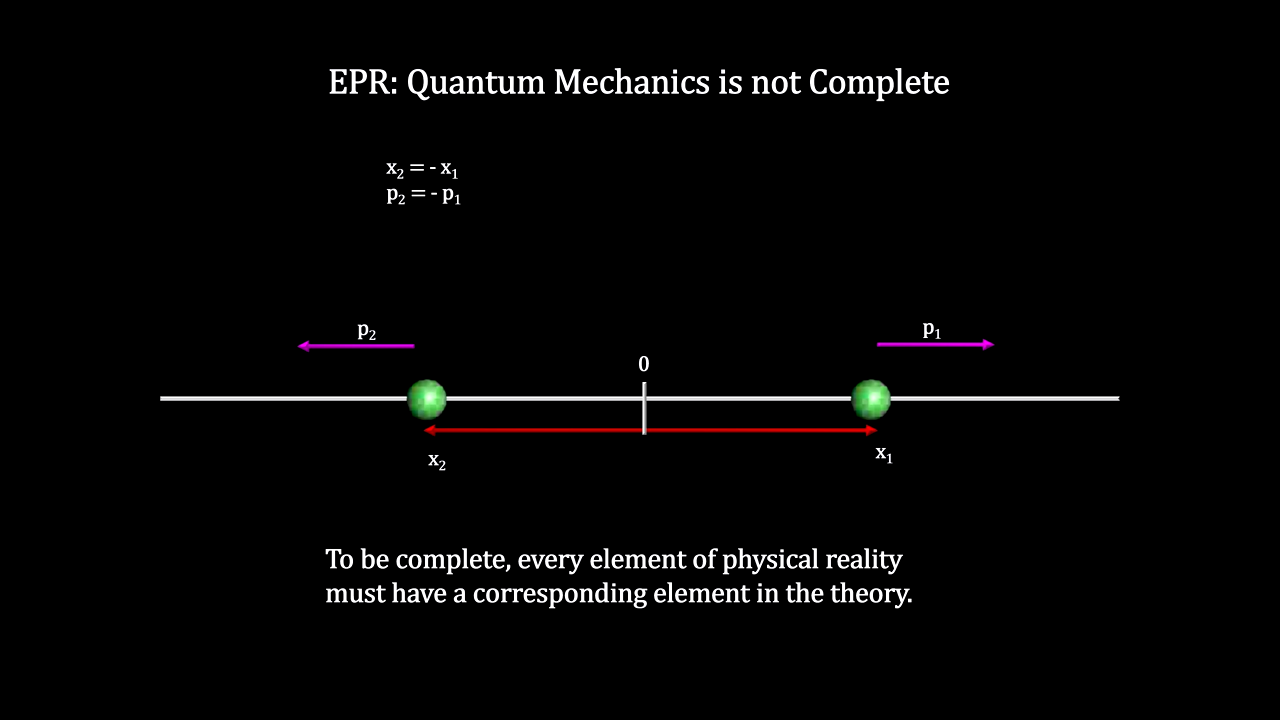 EPR: Quantum Mechanics is not Complete
x₂ = - x₁
p₂ = - p₁
p₂
p₁
0
x₂
x₁
To be complete, every element of physical reality
must have a corresponding element in the theory.